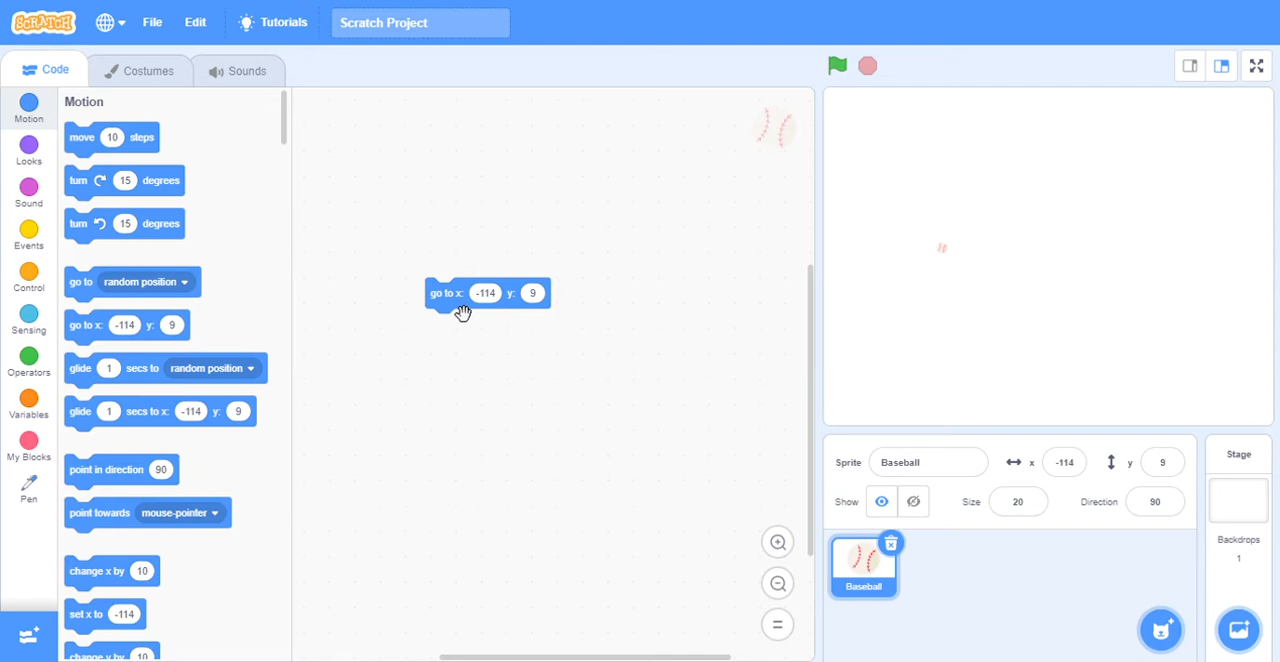 SCRATCH File Edit Tutorials Scratch Project
Code Costumes Sounds
Motion
Looks
Sound
Events
Control
Sensing
Operators
Variables
My Blocks
Pen
Motion
move 10 steps
turn 15 degrees
turn 15 degrees
go to random position
go to x: -114 y: 9
glide 1 secs to random position
glide 1 secs to x: -114 y: 9
point in direction 90
point towards mouse-pointer
change x by 10
set x to -114
change y by 10
go to x: -114 y: 9
Sprite Baseball x -114 y 9
Show Size 20 Direction 90
Baseball
Stage
Backdrops
1